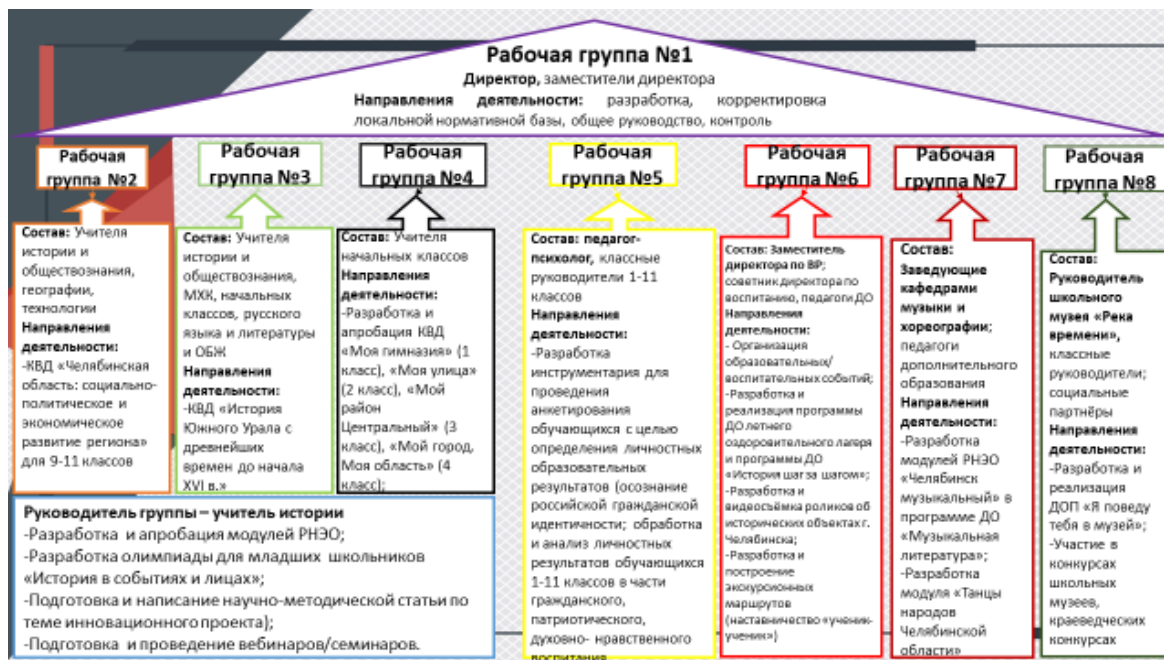 Рабочая группа №1
Директор, заместители директора
Направления деятельности: разработка, корректировка
локальной нормативной базы, общее руководство, контроль
Рабочая
группа №2
Состав: Учителя
истории и
обществознания,
географии,
технологии
Направления
деятельности:
-КВД «Челябинская
область: социально-
политическое и
экономическое
развитие региона»
для 9-11 классов
Рабочая
группа №3
Состав: Учителя
истории и
обществознания,
МХК, начальных
классов, русского
языка и литературы
и ОБЖ
Направления
деятельности:
-КВД «История
Южного Урала с
древнейших
времен до начала
XVI в.»
Рабочая
группа №4
Состав: Учителя
начальных классов
Направления
деятельности:
-Разработка и
апробация КВД
«Моя гимназия» (1
класс), «Моя улица»
(2 класс), «Мой
район
Центральный» (3
класс), «Мой город.
Моя область» (4
класс);
Руководитель группы – учитель истории
-Разработка и апробация модулей РНЭО;
-Разработка олимпиады для младших школьников
«История в событиях и лицах»;
-Подготовка и написание научно-методической статьи по
теме инновационного проекта);
-Подготовка и проведение вебинаров/семинаров.
Рабочая
группа №5
Состав: педагог-
психолог, классные
руководители 1-11
классов
Направления
деятельности:
-Разработка
инструментария для
проведения
анкетирования
обучающихся с целью
определения личностных
образовательных
результатов (осознание
российской гражданской
идентичности; обработка
и анализ личностных
результатов обучающихся
1-11 классов в части
гражданского,
патриотического,
духовно- нравственного
воспитания
Рабочая
группа №6
Состав: Заместитель
директора по ВР;
советник директора по
воспитанию, педагоги ДО
Направления
деятельности:
- Организация
образовательных/
воспитательных событий;
-Разработка и
реализация программы
ДО летнего
оздоровительного лагеря
и программы ДО
«История шаг за шагом»;
-Разработка и
видеосъёмка роликов об
исторических объектах г.
Челябинска;
-Разработка и
построение
экскурсионных
маршрутов
(наставничество «ученик-
ученик»)
Рабочая
группа №7
Состав:
Заведующие
кафедрами
музыки и
хореографии;
педагоги
дополнительного
образования
Направления
деятельности:
-Разработка
модулей РНЭО
«Челябинск
музыкальный» в
программе ДО
«Музыкальная
литература»;
-Разработка
модуля «Танцы
народов
Челябинской
области»
Рабочая
группа №8
Состав:
Руководитель
школьного
музея «Река
времени»,
классные
руководители;
социальные
партнёры
Направления
деятельности:
-Разработка и
реализация
ДОП «Я поведу
тебя в музей»;
-Участие в
конкурсах
школьных
музеев,
краеведческих
конкурсах